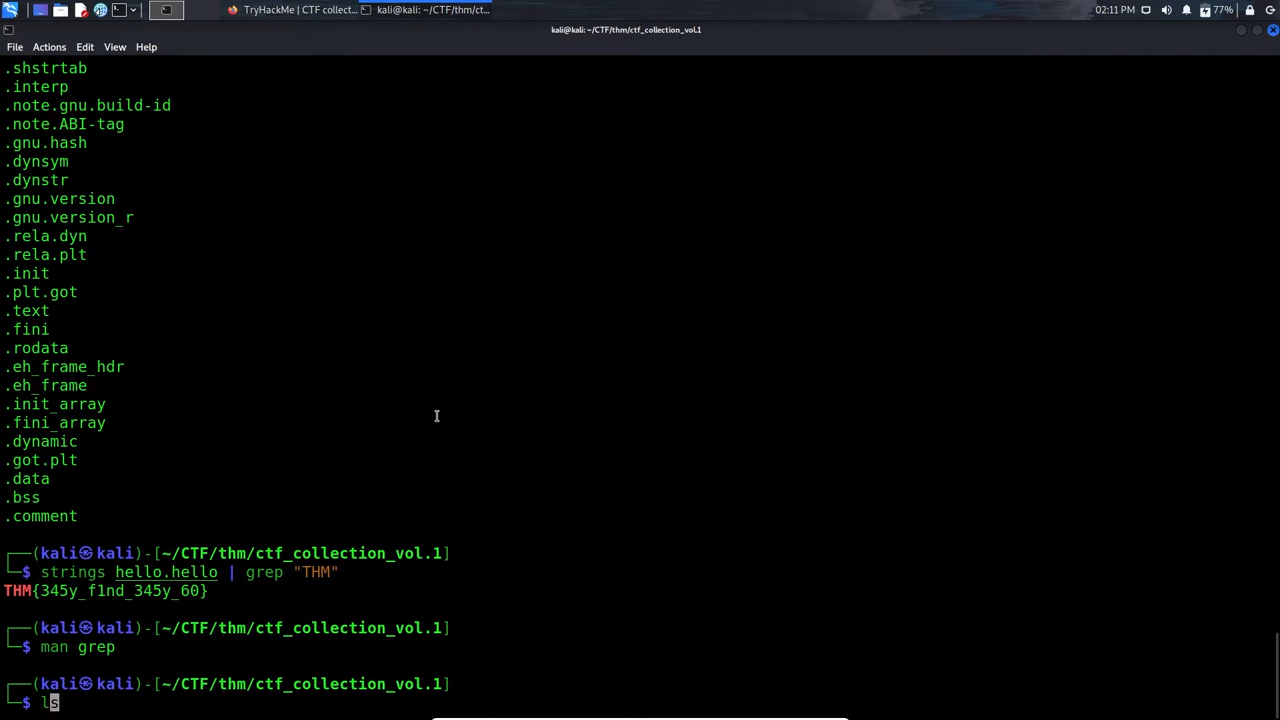 TryHackMe | CTF collect...
kali@kali: ~/CTF/thm/ct...
02:11 PM
77%
kali@kali: ~/CTF/thm/ctf_collection_vol.1
File Actions Edit View Help
.shstrtab
.interp
.note.gnu.build-id
.note.ABI-tag
.gnu.hash
.dynsym
.dynstr
.gnu.version
.gnu.version_r
.rela.dyn
.rela.plt
.init
.plt.got
.text
.fini
.rodata
.eh_frame_hdr
.eh_frame
.init_array
.fini_array
.dynamic
.got.plt
.data
.bss
.comment
┌──(kali㉿kali)-[~/CTF/thm/ctf_collection_vol.1]
└─$ strings hello.hello | grep "THM"
THM{345y_f1nd_345y_60}
┌──(kali㉿kali)-[~/CTF/thm/ctf_collection_vol.1]
└─$ man grep
┌──(kali㉿kali)-[~/CTF/thm/ctf_collection_vol.1]
└─$ ls